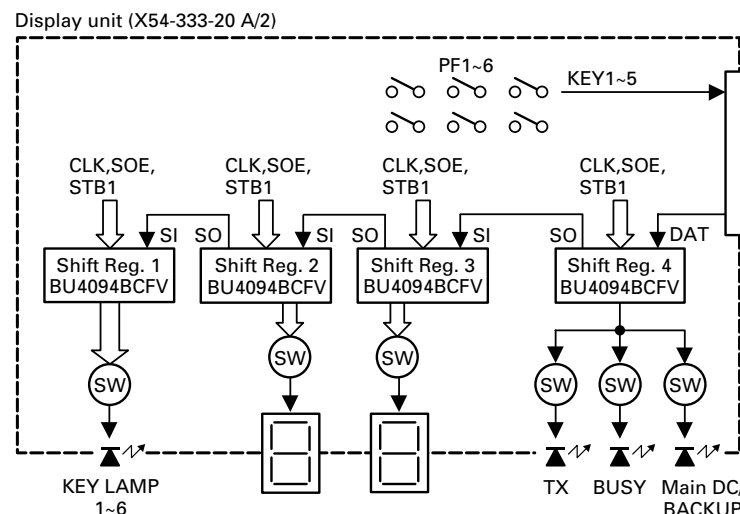 Display unit (X54-333-20 A/2)
PF1~6
KEY1~5
CLK,SOE,
STB1
CLK,SOE,
STB1
CLK,SOE,
STB1
CLK,SOE,
STB1
SI
SO
SI
SO
SI
SO
DAT
Shift Reg. 1
BU4094BCFV
Shift Reg. 2
BU4094BCFV
Shift Reg. 3
BU4094BCFV
Shift Reg. 4
BU4094BCFV
SW
SW
SW
SW
SW
SW
KEY LAMP
1~6
TX
BUSY
Main DC/
BACKUP